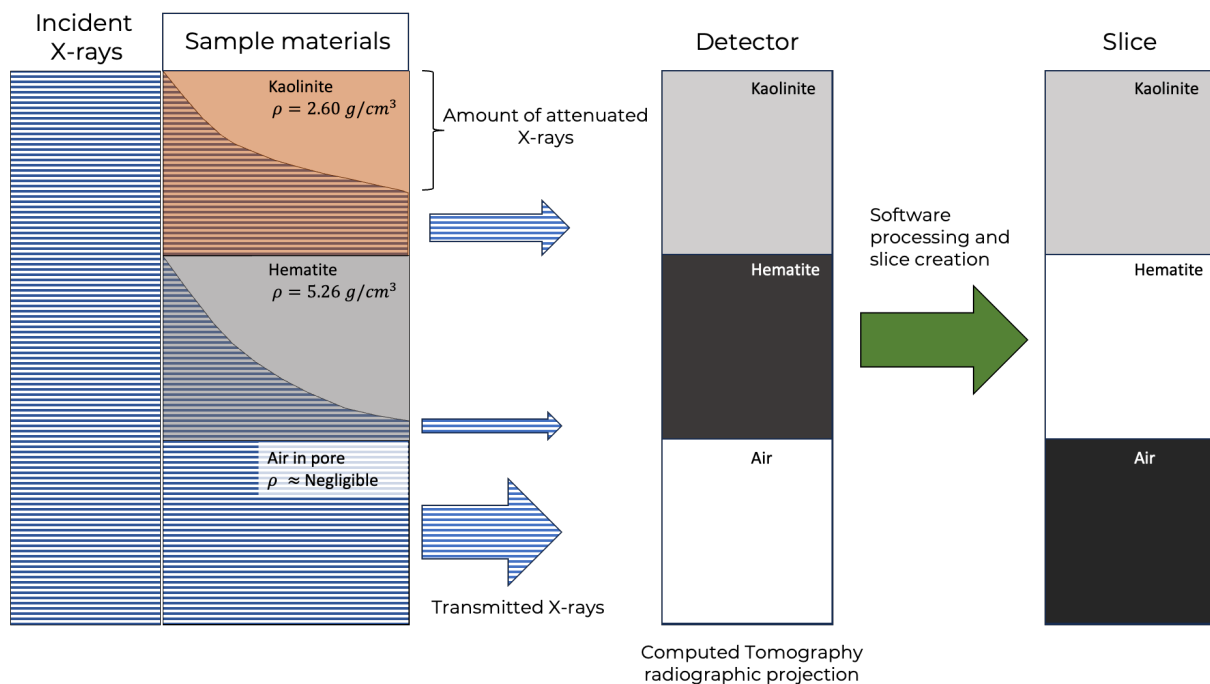 Incident
X-rays
Sample materials
Detector
Slice
Kaolinite
ρ = 2.60 g/cm³
Amount of attenuated
X-rays
Hematite
ρ = 5.26 g/cm³
Air in pore
ρ ≈ Negligible
Transmitted X-rays
Kaolinite
Hematite
Air
Computed Tomography
radiographic projection
Software
processing and
slice creation
Kaolinite
Hematite
Air